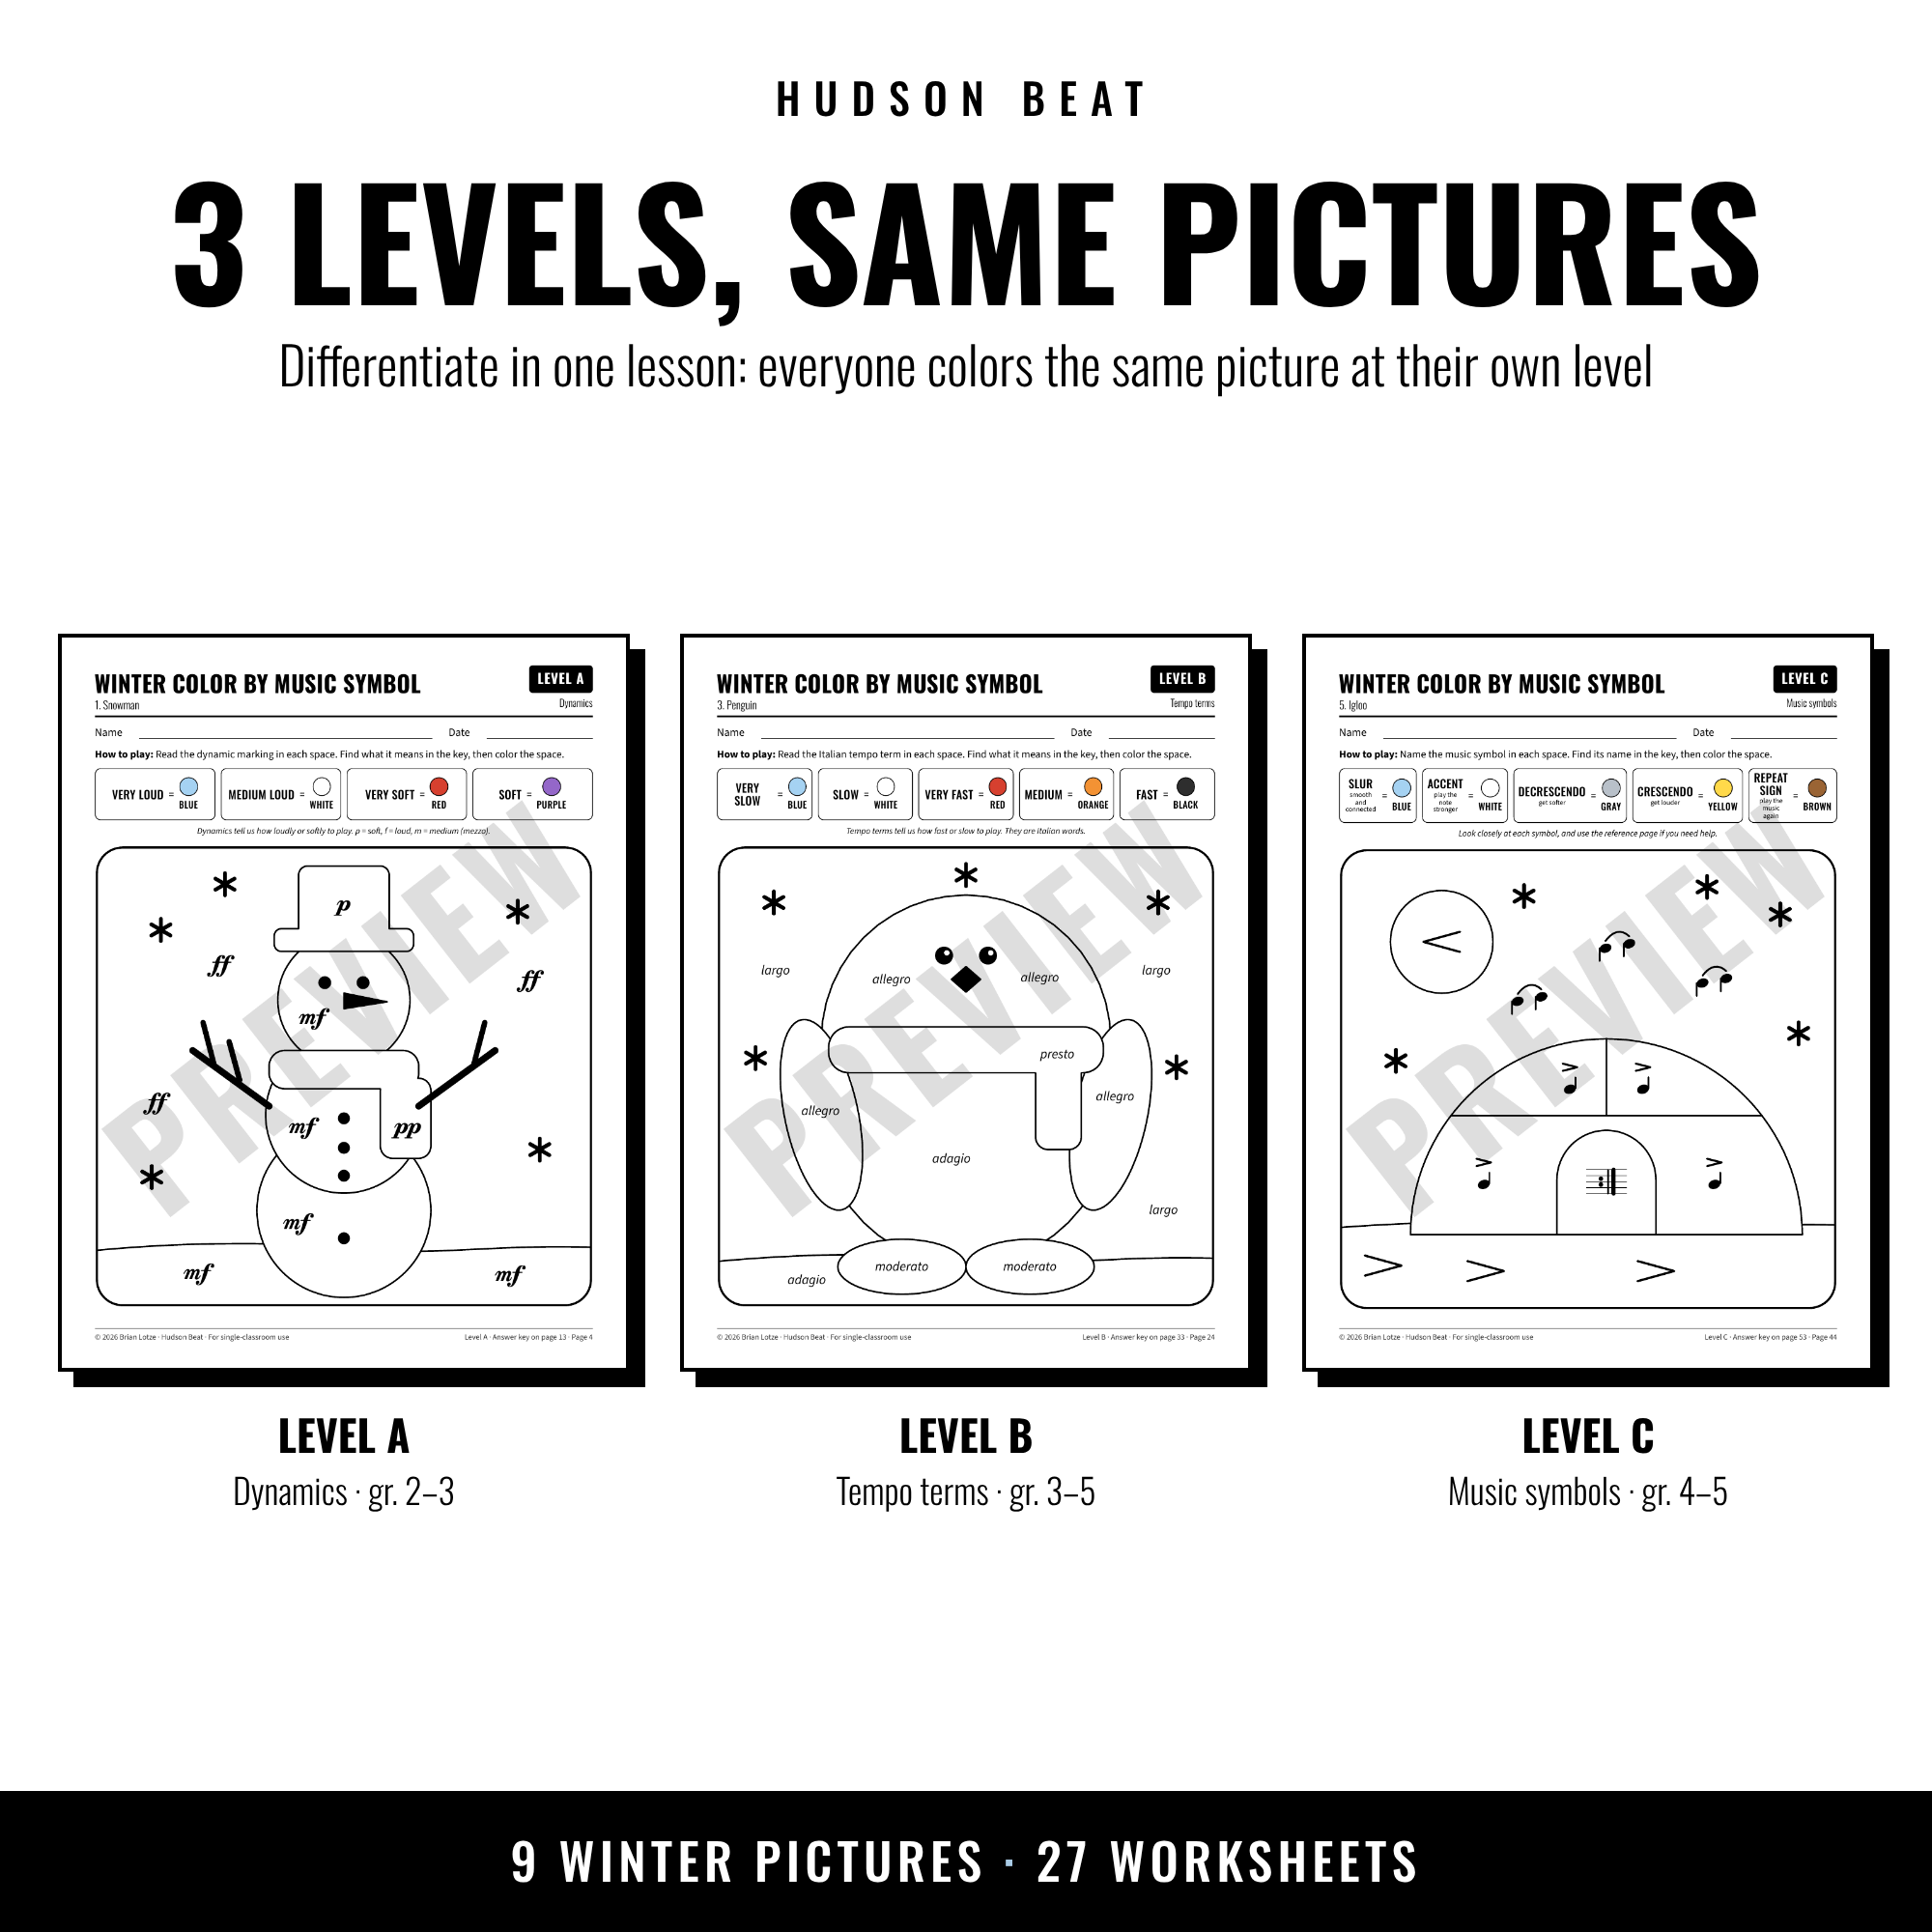 HUDSON BEAT
3 LEVELS, SAME PICTURES
Differentiate in one lesson: everyone colors the same picture at their own level
WINTER COLOR BY MUSIC SYMBOL
LEVEL A
1. Snowman
Dynamics
Name
Date
How to play: Read the dynamic marking in each space. Find what it means in the key, then color the space.
VERY LOUD = BLUE
MEDIUM LOUD = WHITE
VERY SOFT = RED
SOFT = PURPLE
Dynamics tell us how loudly or softly to play. p = soft, f = loud, m = medium (mezzo).
p
ff
ff
mf
ff
mf
pp
mf
mf
mf
PREVIEW
© 2026 Brian Lotze · Hudson Beat · For single-classroom use
Level A · Answer key on page 13 · Page 4
WINTER COLOR BY MUSIC SYMBOL
LEVEL B
3. Penguin
Tempo terms
Name
Date
How to play: Read the Italian tempo term in each space. Find what it means in the key, then color the space.
VERY
SLOW
= BLUE
SLOW = WHITE
VERY FAST = RED
MEDIUM = ORANGE
FAST = BLACK
Tempo terms tell us how fast or slow to play. They are Italian words.
largo
allegro
allegro
largo
presto
allegro
allegro
adagio
largo
moderato
moderato
adagio
PREVIEW
© 2026 Brian Lotze · Hudson Beat · For single-classroom use
Level B · Answer key on page 33 · Page 24
WINTER COLOR BY MUSIC SYMBOL
LEVEL C
5. Igloo
Music symbols
Name
Date
How to play: Name the music symbol in each space. Find its name in the key, then color the space.
SLUR
smooth
and
connected
= BLUE
ACCENT
play the
note
stronger
= WHITE
DECRESCENDO
get softer
= GRAY
CRESCENDO
get louder
= YELLOW
REPEAT
SIGN
play the
music
again
= BROWN
Look closely at each symbol, and use the reference page if you need help.
PREVIEW
© 2026 Brian Lotze · Hudson Beat · For single-classroom use
Level C · Answer key on page 53 · Page 44
LEVEL A
Dynamics · gr. 2–3
LEVEL B
Tempo terms · gr. 3–5
LEVEL C
Music symbols · gr. 4–5
9 WINTER PICTURES · 27 WORKSHEETS